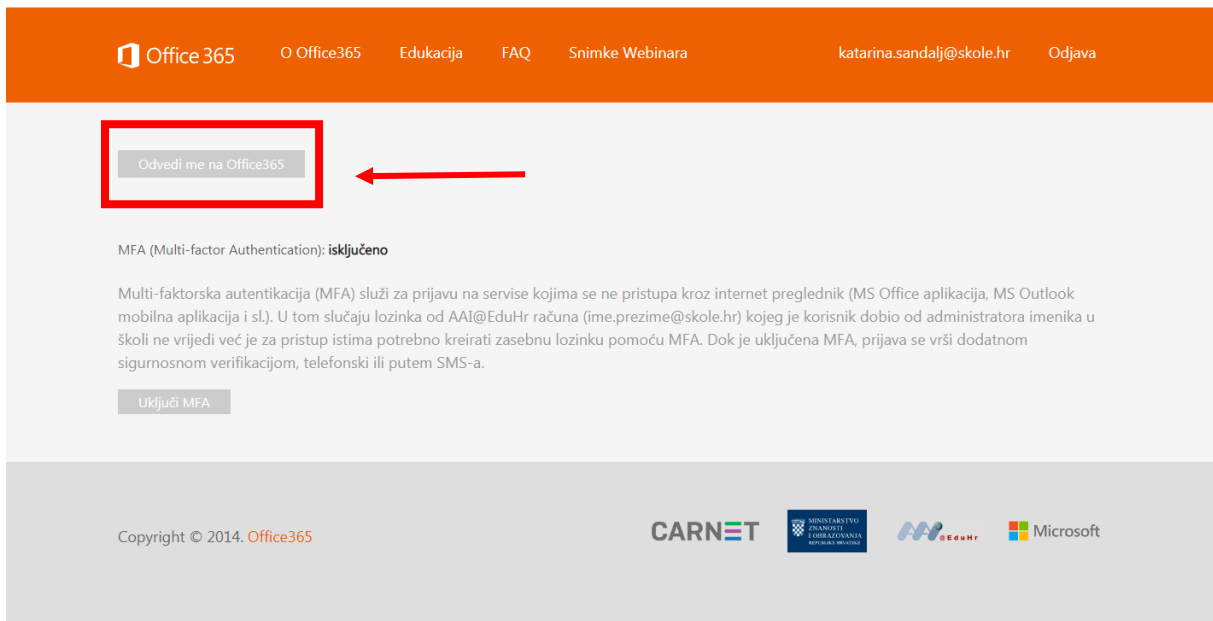 Office 365 O Office365 Edukacija FAQ Snimke Webinara katarina.sandalj@skole.hr Odjava
Odvedi me na Office365
MFA (Multi-factor Authentication): isključeno
Multi-faktorska autentikacija (MFA) služi za prijavu na servise kojima se ne pristupa kroz internet preglednik (MS Office aplikacija, MS Outlook
mobilna aplikacija i sl.). U tom slučaju lozinka od AAI@EduHr računa (ime.prezime@skole.hr) kojeg je korisnik dobio od administratora imenika u
školi ne vrijedi već je za pristup istima potrebno kreirati zasebnu lozinku pomoću MFA. Dok je uključena MFA, prijava se vrši dodatnom
sigurnosnom verifikacijom, telefonski ili putem SMS-a.
Uključi MFA
Copyright © 2014. Office365
CARNET
MINISTARSTVO
ZNANOSTI
I OBRAZOVANJA
REPUBLIKE HRVATSKE
AAI@EduHr
Microsoft